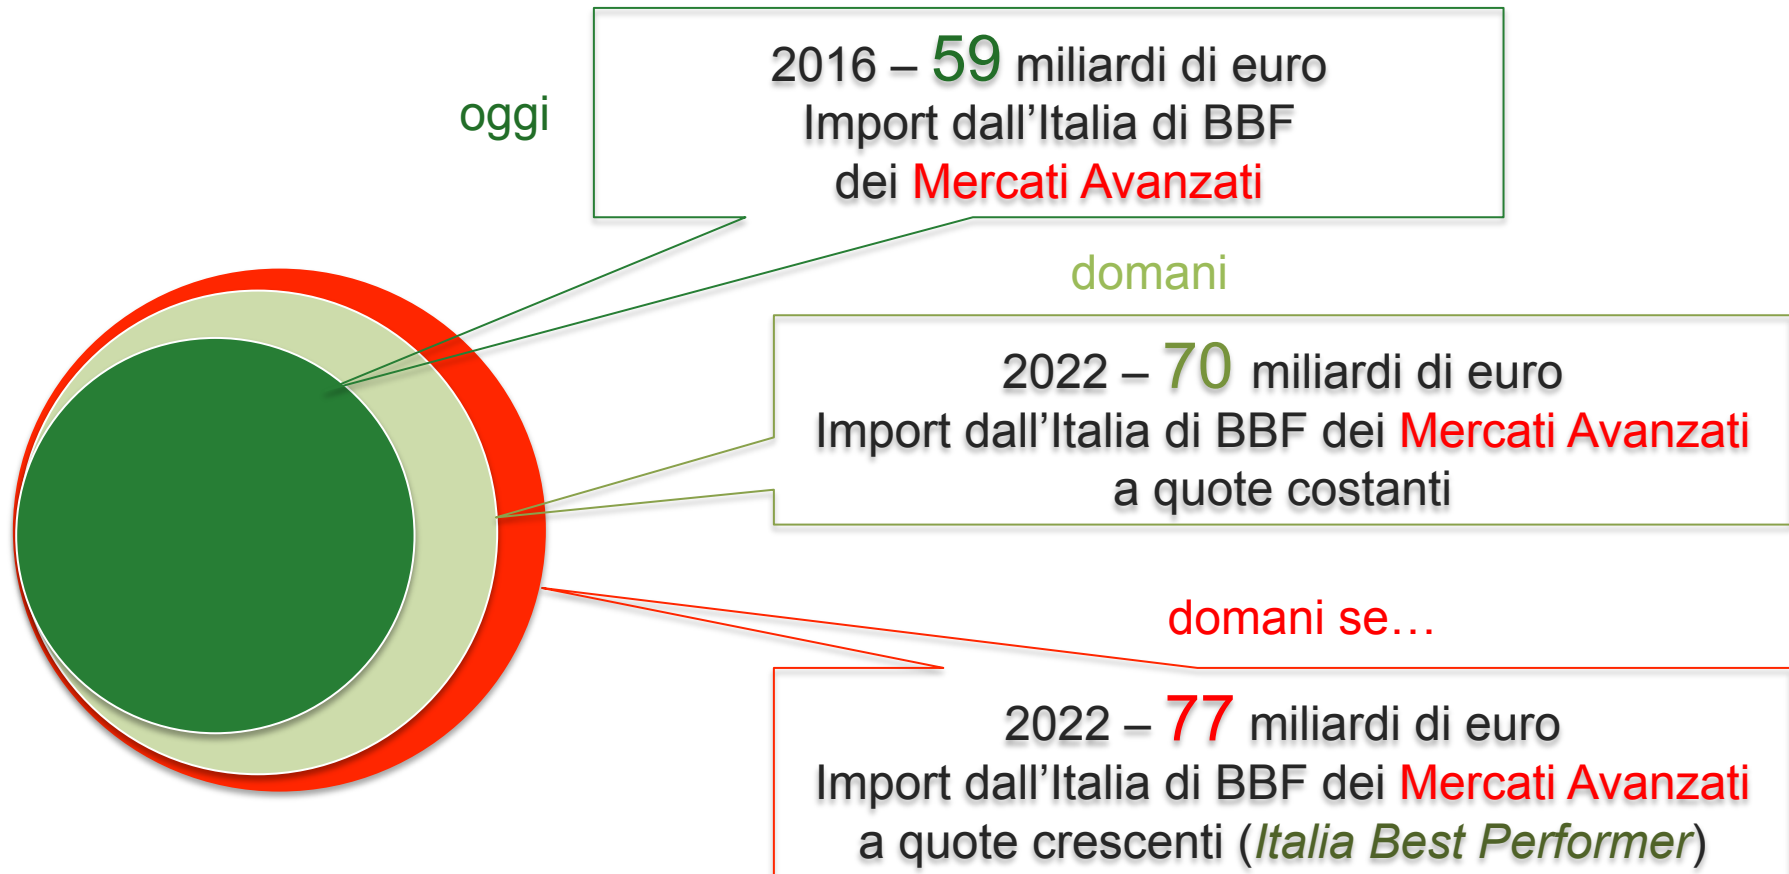 oggi
2016 – 59 miliardi di euro
Import dall’Italia di BBF
dei Mercati Avanzati
domani
2022 – 70 miliardi di euro
Import dall’Italia di BBF dei Mercati Avanzati
a quote costanti
domani se…
2022 – 77 miliardi di euro
Import dall’Italia di BBF dei Mercati Avanzati
a quote crescenti (Italia Best Performer)